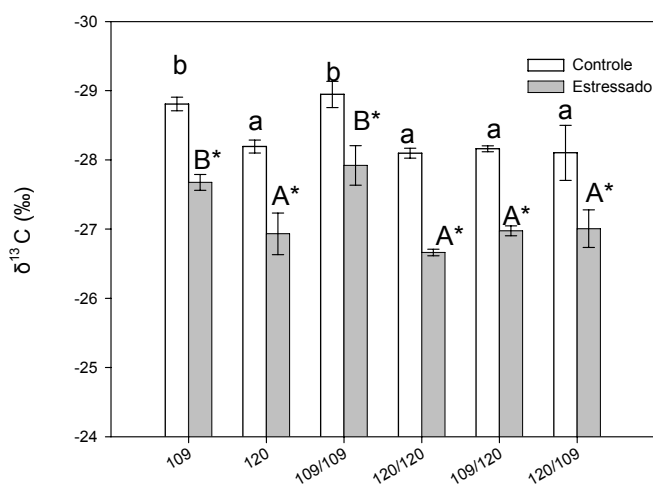 -30
-29
-28
-27
-26
-25
-24
δ¹³C (‰)
Controle
Estressado
b
B*
a
A*
b
B*
a
A*
a
A*
a
A*
109
120
109/109
120/120
109/120
120/109